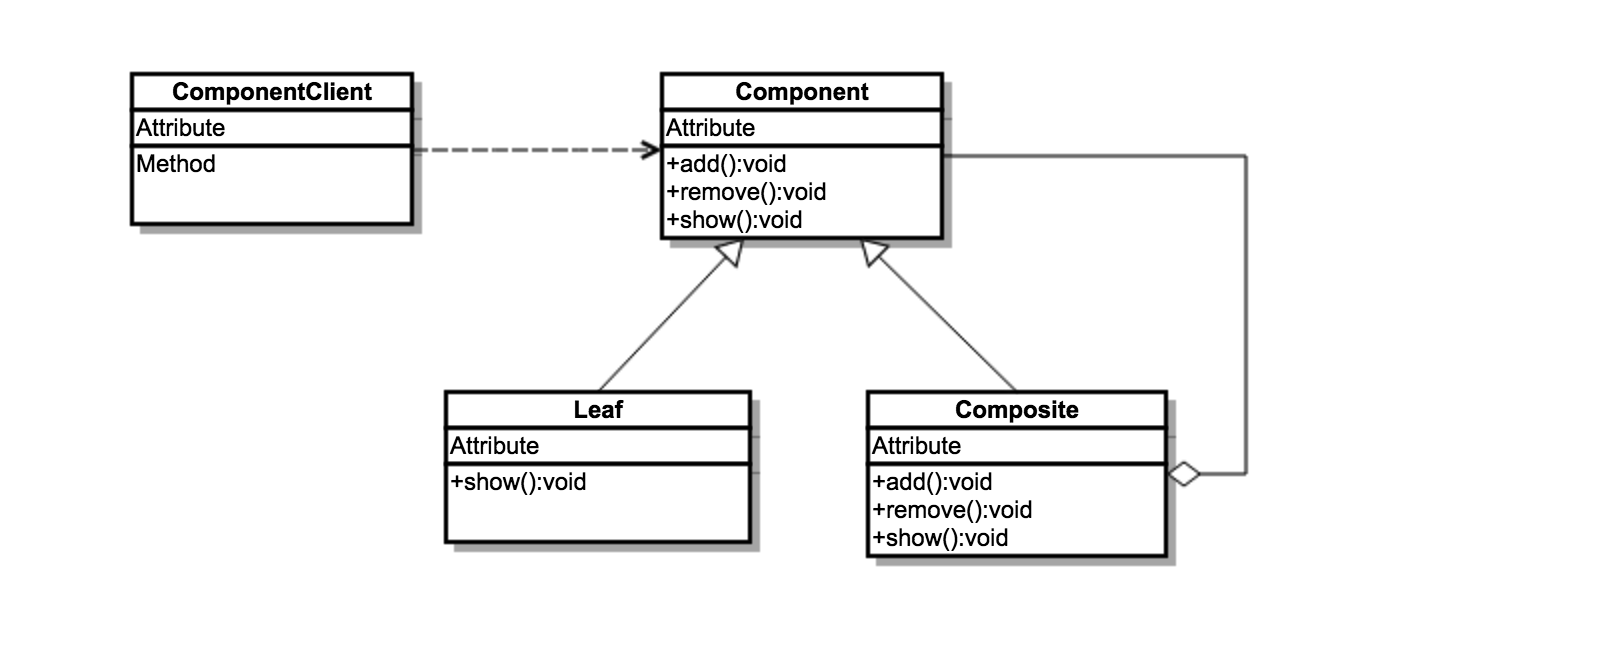 ComponentClient
Attribute
Method
Component
Attribute
+add():void
+remove():void
+show():void
Leaf
Attribute
+show():void
Composite
Attribute
+add():void
+remove():void
+show():void